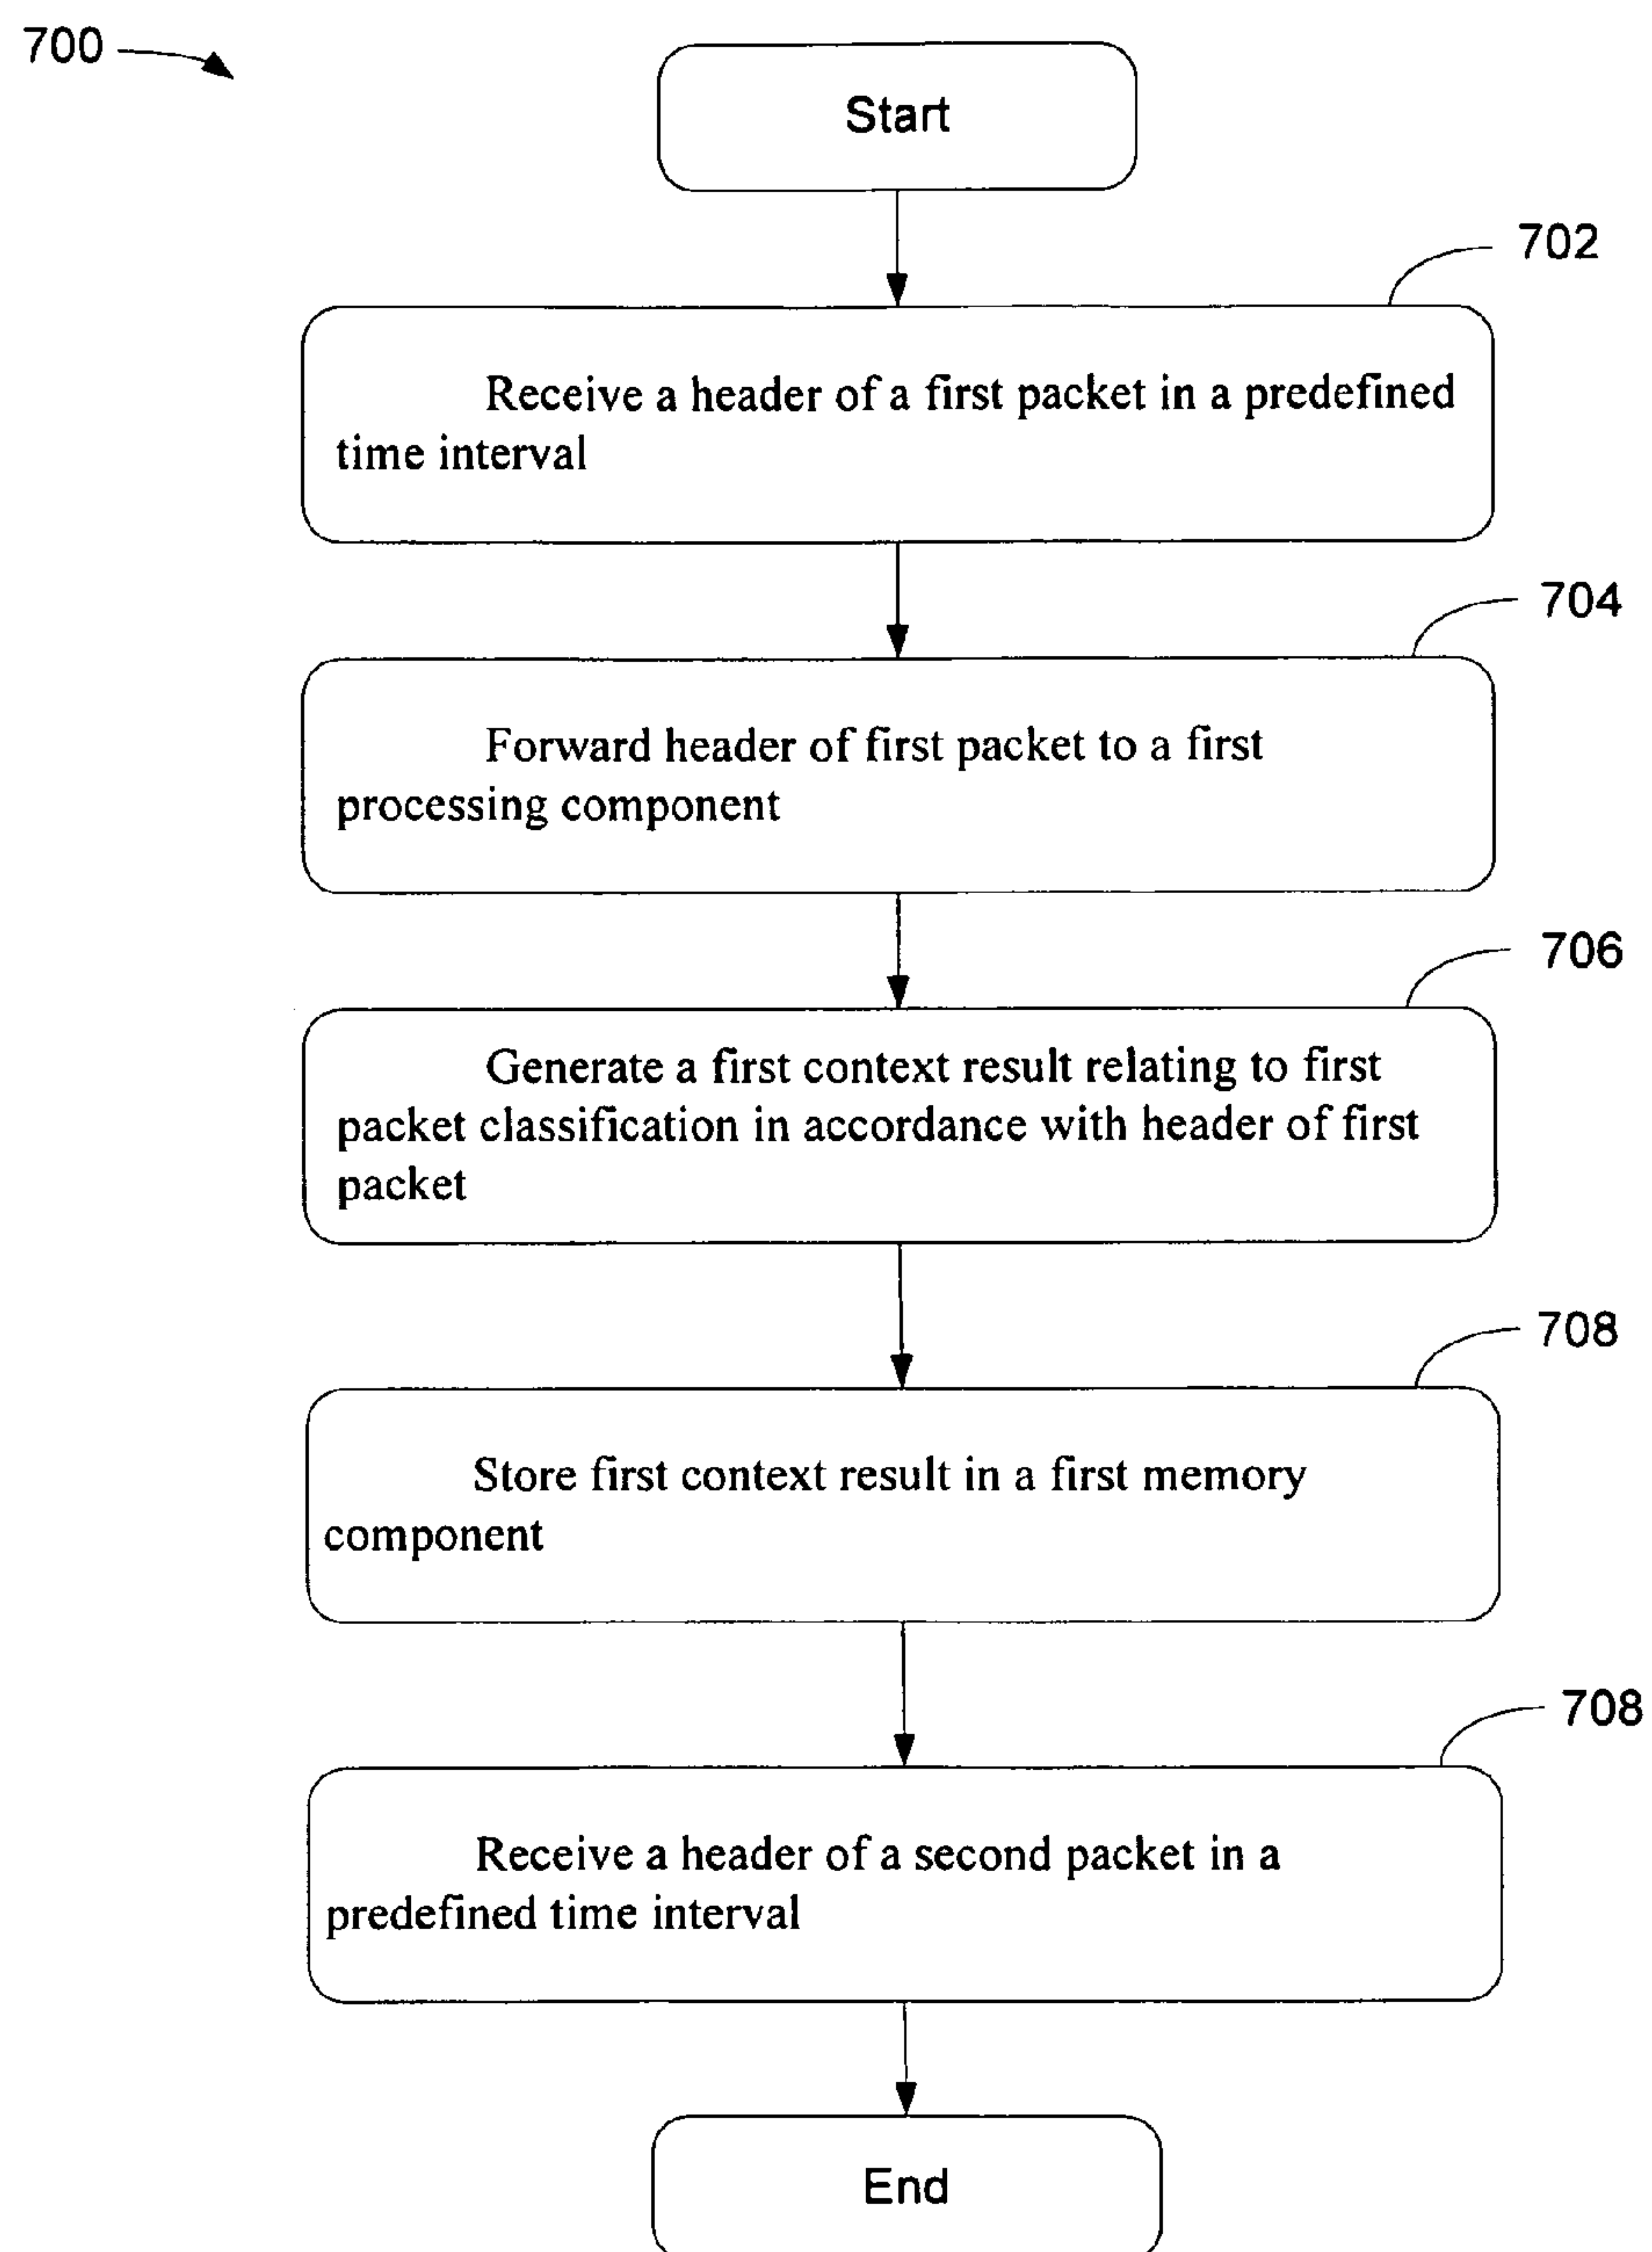 700
Start
702
Receive a header of a first packet in a predefined
time interval
704
Forward header of first packet to a first
processing component
706
Generate a first context result relating to first
packet classification in accordance with header of first
packet
708
Store first context result in a first memory
component
708
Receive a header of a second packet in a
predefined time interval
End